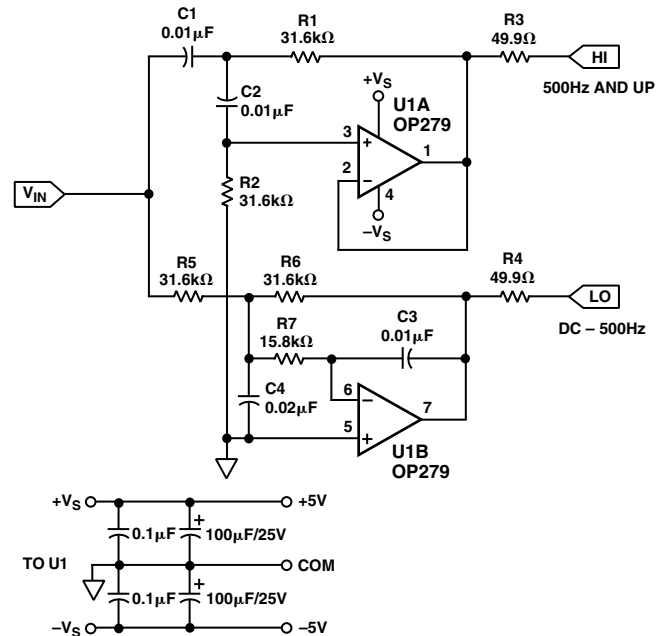 C1
0.01μF
R1
31.6kΩ
R3
49.9Ω
HI
500Hz AND UP
C2
0.01μF
+VS
U1A
OP279
3
+
1
2
−
4
−VS
R2
31.6kΩ
VIN
R5
31.6kΩ
R6
31.6kΩ
R4
49.9Ω
LO
DC – 500Hz
R7
15.8kΩ
C3
0.01μF
C4
0.02μF
6
−
7
5
+
U1B
OP279
+VS
+5V
0.1μF
+
100μF/25V
TO U1
COM
0.1μF
+
100μF/25V
−VS
−5V